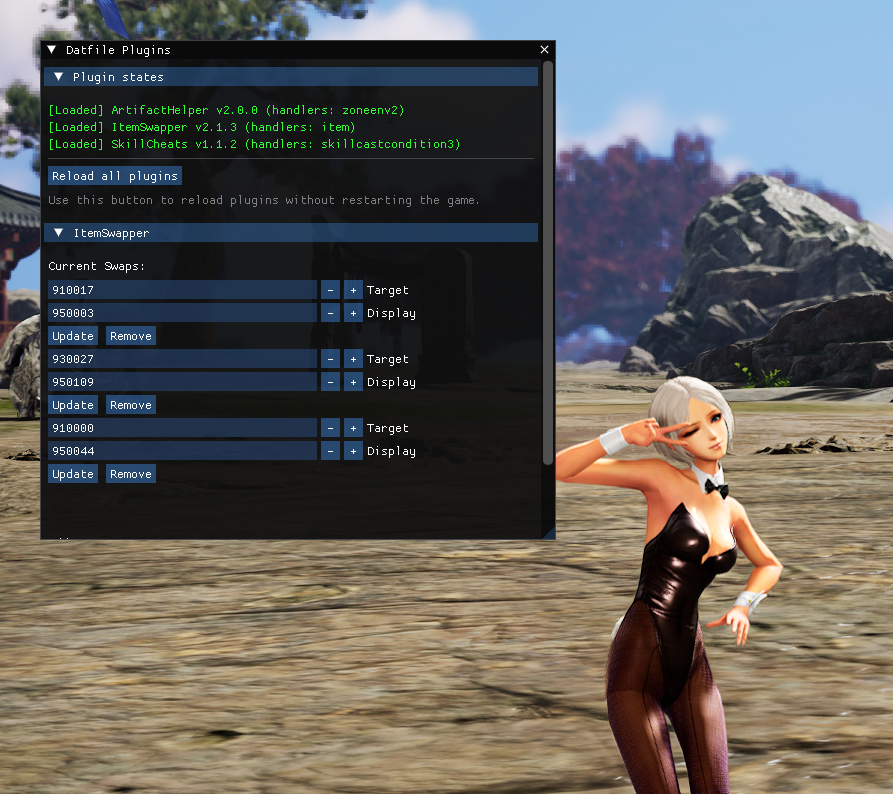 Datfile Plugins
Plugin states
[Loaded] ArtifactHelper v2.0.0 (handlers: zoneenv2)
[Loaded] ItemSwapper v2.1.3 (handlers: item)
[Loaded] SkillCheats v1.1.2 (handlers: skillcastcondition3)
Reload all plugins
Use this button to reload plugins without restarting the game.
ItemSwapper
Current Swaps:
910017 - + Target
950003 - + Display
Update Remove
930027 - + Target
950109 - + Display
Update Remove
910000 - + Target
950044 - + Display
Update Remove